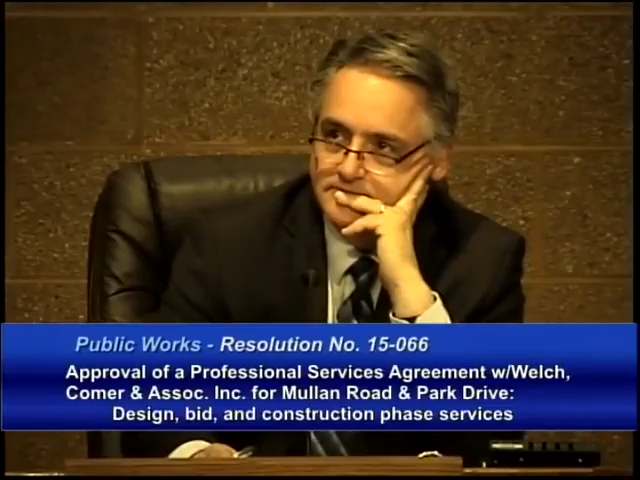 Public Works - Resolution No. 15-066
Approval of a Professional Services Agreement w/Welch,
Comer & Assoc. Inc. for Mullan Road & Park Drive:
Design, bid, and construction phase services